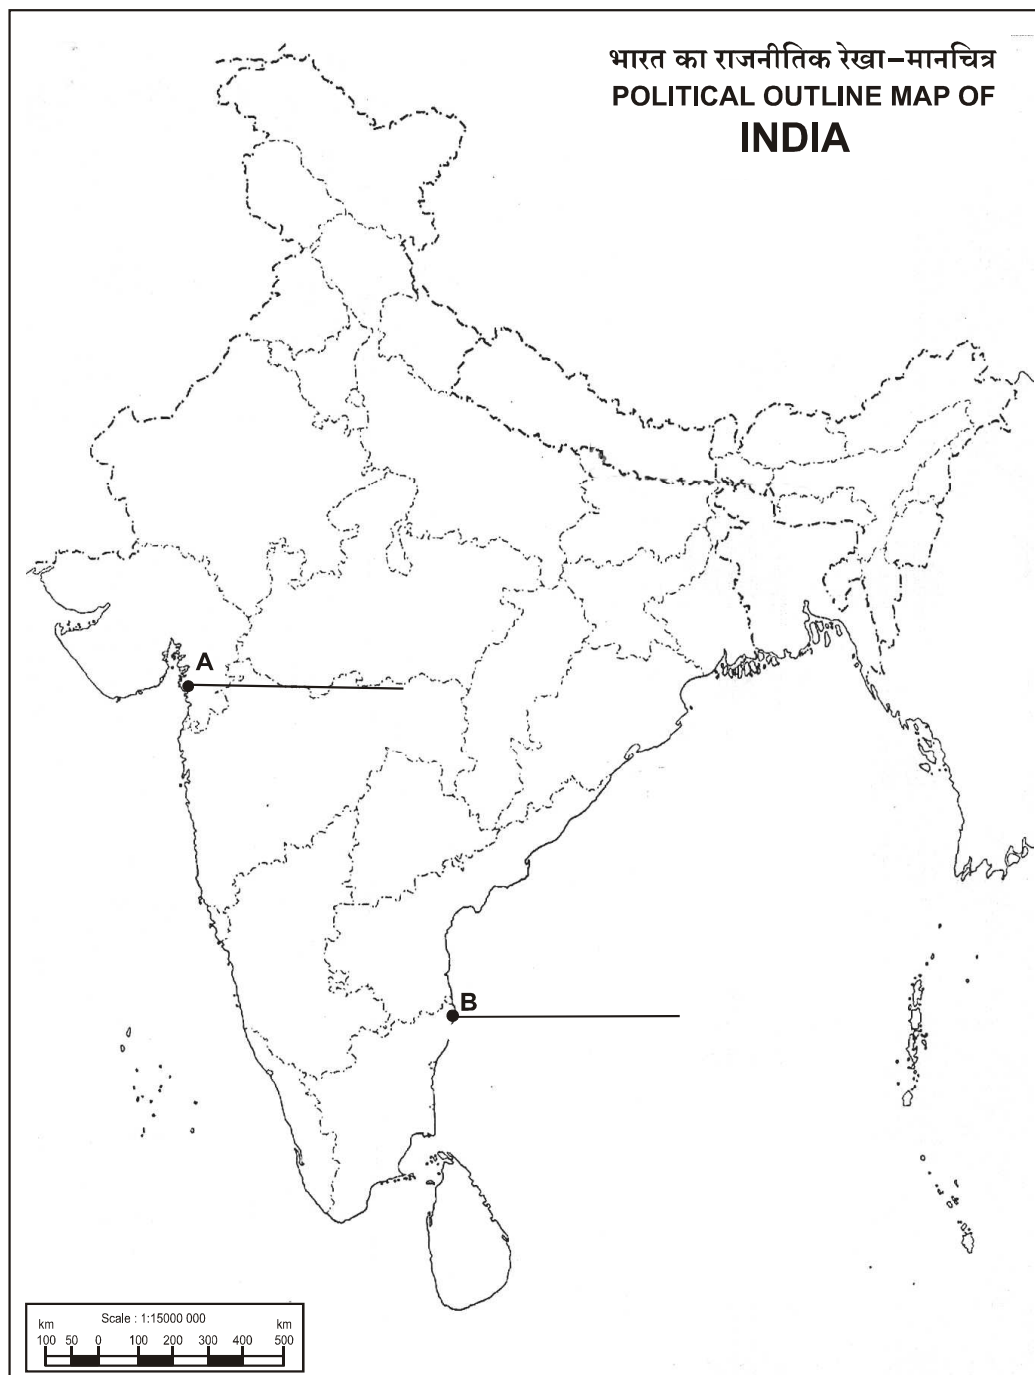 भारत का राजनीतिक रेखा–मानचित्र
POLITICAL OUTLINE MAP OF
INDIA
A
B
Scale : 1:15000 000
km km
100 50 0 100 200 300 400 500